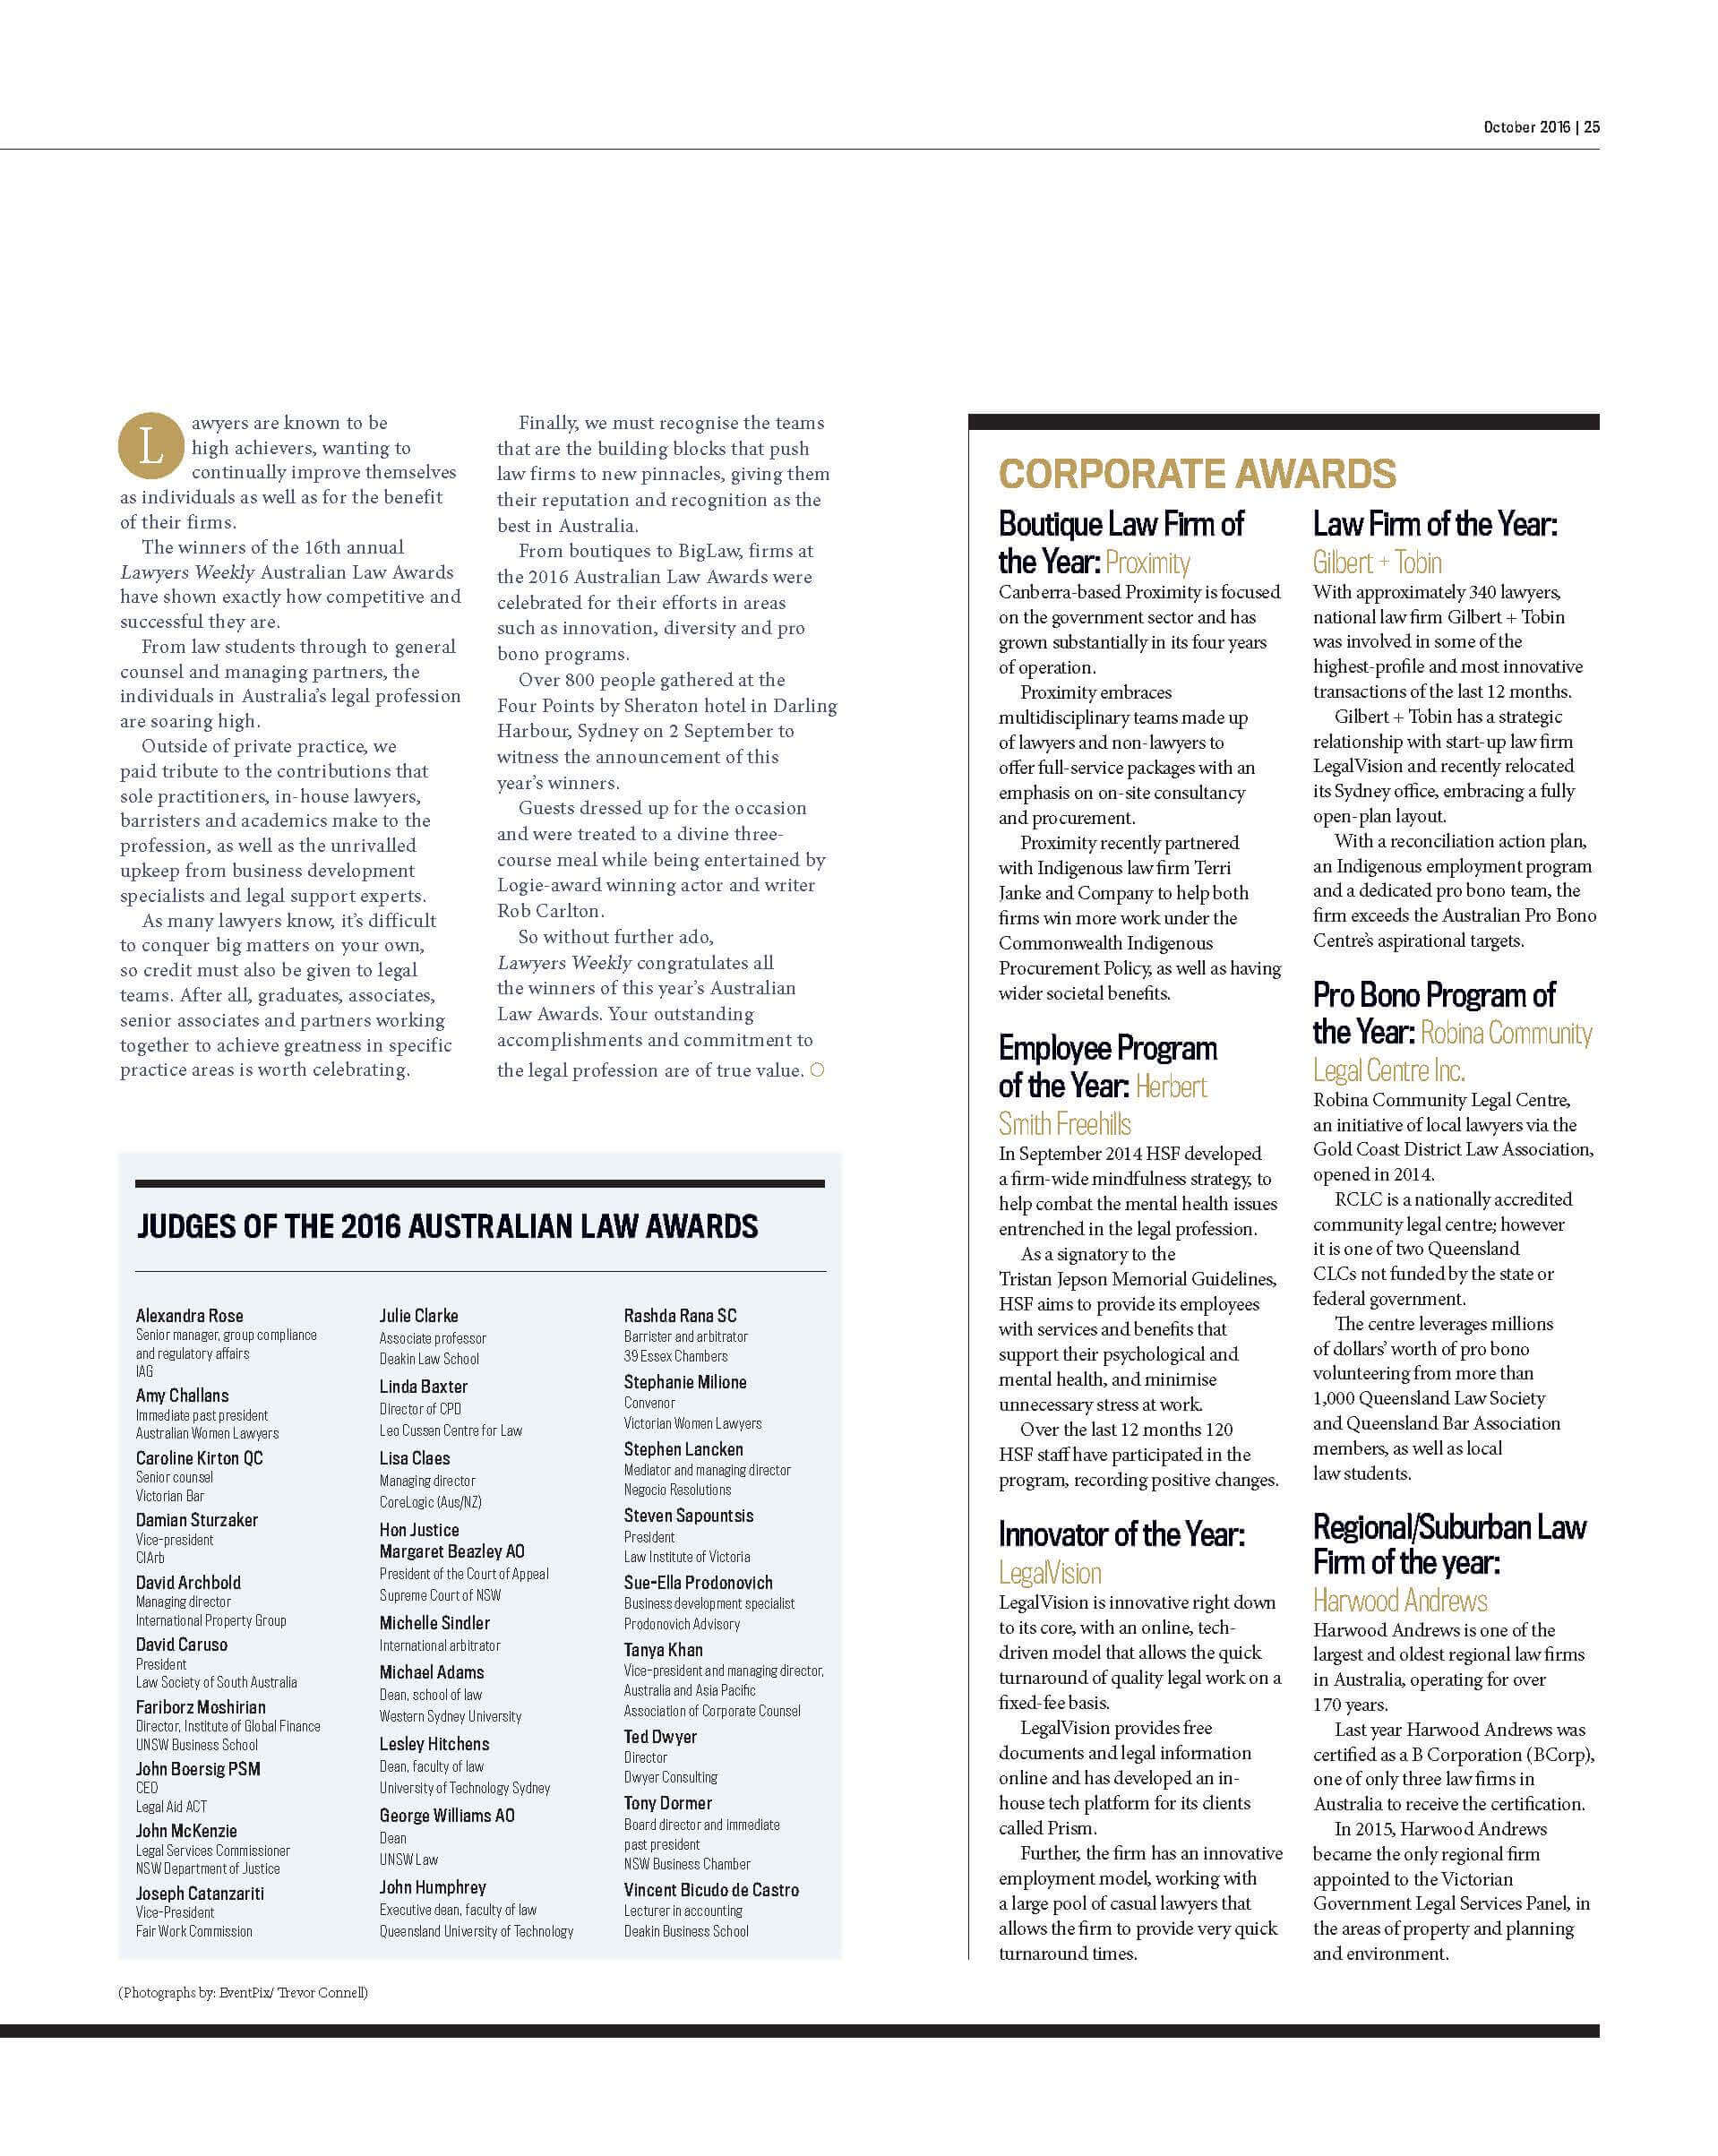 October 2016 | 25
Lawyers are known to be
high achievers, wanting to
continually improve themselves
as individuals as well as for the benefit
of their firms.
The winners of the 16th annual
Lawyers Weekly Australian Law Awards
have shown exactly how competitive and
successful they are.
From law students through to general
counsel and managing partners, the
individuals in Australia's legal profession
are soaring high.
Outside of private practice, we
paid tribute to the contributions that
sole practitioners, in-house lawyers,
barristers and academics make to the
profession, as well as the unrivalled
upkeep from business development
specialists and legal support experts.
As many lawyers know, it's difficult
to conquer big matters on your own,
so credit must also be given to legal
teams. After all, graduates, associates,
senior associates and partners working
together to achieve greatness in specific
practice areas is worth celebrating.
Finally, we must recognise the teams
that are the building blocks that push
law firms to new pinnacles, giving them
their reputation and recognition as the
best in Australia.
From boutiques to BigLaw, firms at
the 2016 Australian Law Awards were
celebrated for their efforts in areas
such as innovation, diversity and pro
bono programs.
Over 800 people gathered at the
Four Points by Sheraton hotel in Darling
Harbour, Sydney on 2 September to
witness the announcement of this
year's winners.
Guests dressed up for the occasion
and were treated to a divine three-
course meal while being entertained by
Logie-award winning actor and writer
Rob Carlton.
So without further ado,
Lawyers Weekly congratulates all
the winners of this year's Australian
Law Awards. Your outstanding
accomplishments and commitment to
the legal profession are of true value.
JUDGES OF THE 2016 AUSTRALIAN LAW AWARDS
Alexandra Rose
Senior manager, group compliance
and regulatory affairs
IAG
Amy Challans
Immediate past president
Australian Women Lawyers
Caroline Kirton QC
Senior counsel
Victorian Bar
Damian Sturzaker
Vice-president
CIArb
David Archbold
Managing director
International Property Group
David Caruso
President
Law Society of South Australia
Fariborz Moshirian
Director, Institute of Global Finance
UNSW Business School
John Boersig PSM
CEO
Legal Aid ACT
John McKenzie
Legal Services Commissioner
NSW Department of Justice
Joseph Catanzariti
Vice-President
Fair Work Commission
Julie Clarke
Associate professor
Deakin Law School
Linda Baxter
Director of CPD
Leo Cussen Centre for Law
Lisa Claes
Managing director
CoreLogic (Aus/NZ)
Hon Justice
Margaret Beazley AO
President of the Court of Appeal
Supreme Court of NSW
Michelle Sindler
International arbitrator
Michael Adams
Dean, school of law
Western Sydney University
Lesley Hitchens
Dean, faculty of law
University of Technology Sydney
George Williams AO
Dean
UNSW Law
John Humphrey
Executive dean, faculty of law
Queensland University of Technology
Rashda Rana SC
Barrister and arbitrator
39 Essex Chambers
Stephanie Milione
Convenor
Victorian Women Lawyers
Stephen Lancken
Mediator and managing director
Negocio Resolutions
Steven Sapountsis
President
Law Institute of Victoria
Sue-Ella Prodonovich
Business development specialist
Prodonovich Advisory
Tanya Khan
Vice-president and managing director,
Australia and Asia Pacific
Association of Corporate Counsel
Ted Dwyer
Director
Dwyer Consulting
Tony Dormer
Board director and immediate
past president
NSW Business Chamber
Vincent Bicudo de Castro
Lecturer in accounting
Deakin Business School
(Photographs by: EventPix/ Trevor Connell)
CORPORATE AWARDS
Boutique Law Firm of
the Year: Proximity
Canberra-based Proximity is focused
on the government sector and has
grown substantially in its four years
of operation.
Proximity embraces
multidisciplinary teams made up
of lawyers and non-lawyers to
offer full-service packages with an
emphasis on on-site consultancy
and procurement.
Proximity recently partnered
with Indigenous law firm Terri
Janke and Company to help both
firms win more work under the
Commonwealth Indigenous
Procurement Policy, as well as having
wider societal benefits.
Employee Program
of the Year: Herbert
Smith Freehills
In September 2014 HSF developed
a firm-wide mindfulness strategy, to
help combat the mental health issues
entrenched in the legal profession.
As a signatory to the
Tristan Jepson Memorial Guidelines,
HSF aims to provide its employees
with services and benefits that
support their psychological and
mental health, and minimise
unnecessary stress at work.
Over the last 12 months 120
HSF staff have participated in the
program, recording positive changes.
Innovator of the Year:
LegalVision
LegalVision is innovative right down
to its core, with an online, tech-
driven model that allows the quick
turnaround of quality legal work on a
fixed-fee basis.
LegalVision provides free
documents and legal information
online and has developed an in-
house tech platform for its clients
called Prism.
Further, the firm has an innovative
employment model, working with
a large pool of casual lawyers that
allows the firm to provide very quick
turnaround times.
Law Firm of the Year:
Gilbert + Tobin
With approximately 340 lawyers,
national law firm Gilbert + Tobin
was involved in some of the
highest-profile and most innovative
transactions of the last 12 months.
Gilbert + Tobin has a strategic
relationship with start-up law firm
LegalVision and recently relocated
its Sydney office, embracing a fully
open-plan layout.
With a reconciliation action plan,
an Indigenous employment program
and a dedicated pro bono team, the
firm exceeds the Australian Pro Bono
Centre's aspirational targets.
Pro Bono Program of
the Year: Robina Community
Legal Centre Inc.
Robina Community Legal Centre,
an initiative of local lawyers via the
Gold Coast District Law Association,
opened in 2014.
RCLC is a nationally accredited
community legal centre; however
it is one of two Queensland
CLCs not funded by the state or
federal government.
The centre leverages millions
of dollars' worth of pro bono
volunteering from more than
1,000 Queensland Law Society
and Queensland Bar Association
members, as well as local
law students.
Regional/Suburban Law
Firm of the year:
Harwood Andrews
Harwood Andrews is one of the
largest and oldest regional law firms
in Australia, operating for over
170 years.
Last year Harwood Andrews was
certified as a B Corporation (BCorp),
one of only three law firms in
Australia to receive the certification.
In 2015, Harwood Andrews
became the only regional firm
appointed to the Victorian
Government Legal Services Panel, in
the areas of property and planning
and environment.